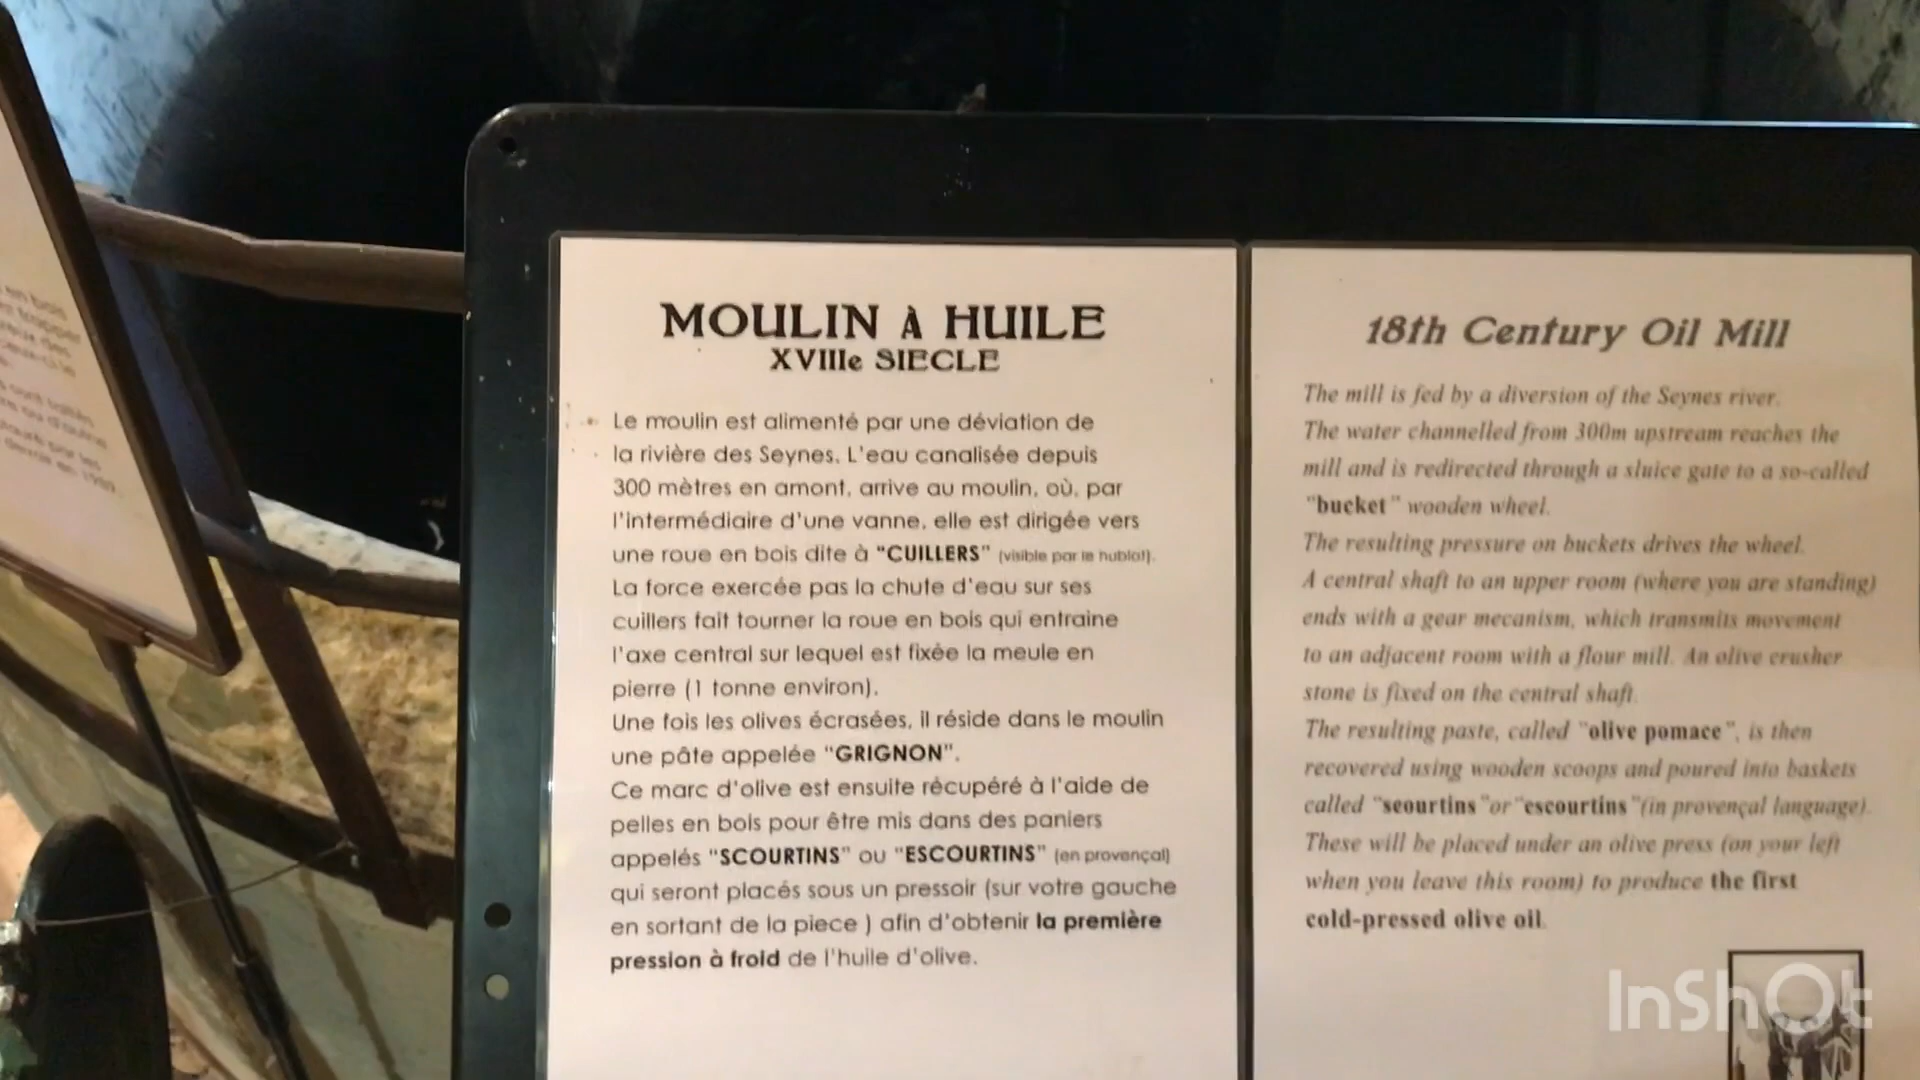 MOULIN À HUILE
XVIIIe SIECLE
Le moulin est alimenté par une déviation de
la rivière des Seynes. L'eau canalisée depuis
300 mètres en amont, arrive au moulin, où, par
l'intermédiaire d'une vanne, elle est dirigée vers
une roue en bois dite à "CUILLERS" (visible par le hublot).
La force exercée pas la chute d'eau sur ses
cuillers fait tourner la roue en bois qui entraine
l'axe central sur lequel est fixée la meule en
pierre (1 tonne environ).
Une fois les olives écrasées, il réside dans le moulin
une pâte appelée "GRIGNON".
Ce marc d'olive est ensuite récupéré à l'aide de
pelles en bois pour être mis dans des paniers
appelés "SCOURTINS" ou "ESCOURTINS" (en provençal)
qui seront placés sous un pressoir (sur votre gauche
en sortant de la piece ) afin d'obtenir la première
pression à froid de l'huile d'olive.
18th Century Oil Mill
The mill is fed by a diversion of the Seynes river.
The water channelled from 300m upstream reaches the
mill and is redirected through a sluice gate to a so-called
"bucket" wooden wheel.
The resulting pressure on buckets drives the wheel.
A central shaft to an upper room (where you are standing)
ends with a gear mecanism, which transmits movement
to an adjacent room with a flour mill. An olive crusher
stone is fixed on the central shaft.
The resulting paste, called "olive pomace", is then
recovered using wooden scoops and poured into baskets
called "scourtins "or "escourtins "(in provençal language).
These will be placed under an olive press (on your left
when you leave this room) to produce the first
cold-pressed olive oil.
en bois
1989.
InShOt